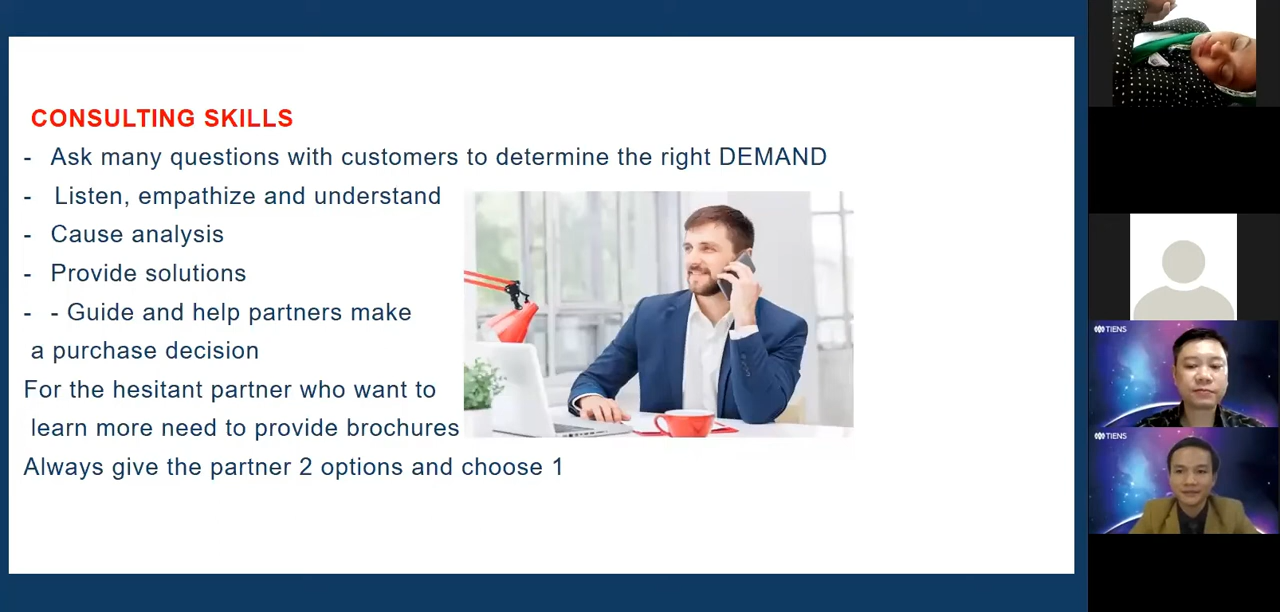 CONSULTING SKILLS
- Ask many questions with customers to determine the right DEMAND
- Listen, empathize and understand
- Cause analysis
- Provide solutions
- - Guide and help partners make
a purchase decision
For the hesitant partner who want to
learn more need to provide brochures
Always give the partner 2 options and choose 1
TIENS
TIENS